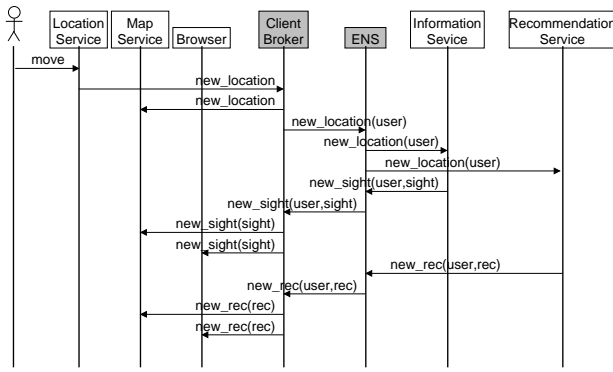 Location
Service
Map
Service
Browser
Client
Broker
ENS
Information
Sevice
Recommendation
Service
move
new_location
new_location
new_location(user)
new_location(user)
new_location(user)
new_sight(user,sight)
new_sight(user,sight)
new_sight(sight)
new_sight(sight)
new_rec(user,rec)
new_rec(user,rec)
new_rec(rec)
new_rec(rec)